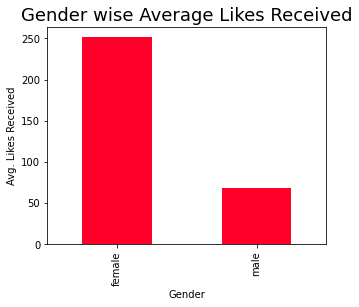 Gender wise Average Likes Received
250
200
150
100
50
0
Avg. Likes Received
female
male
Gender